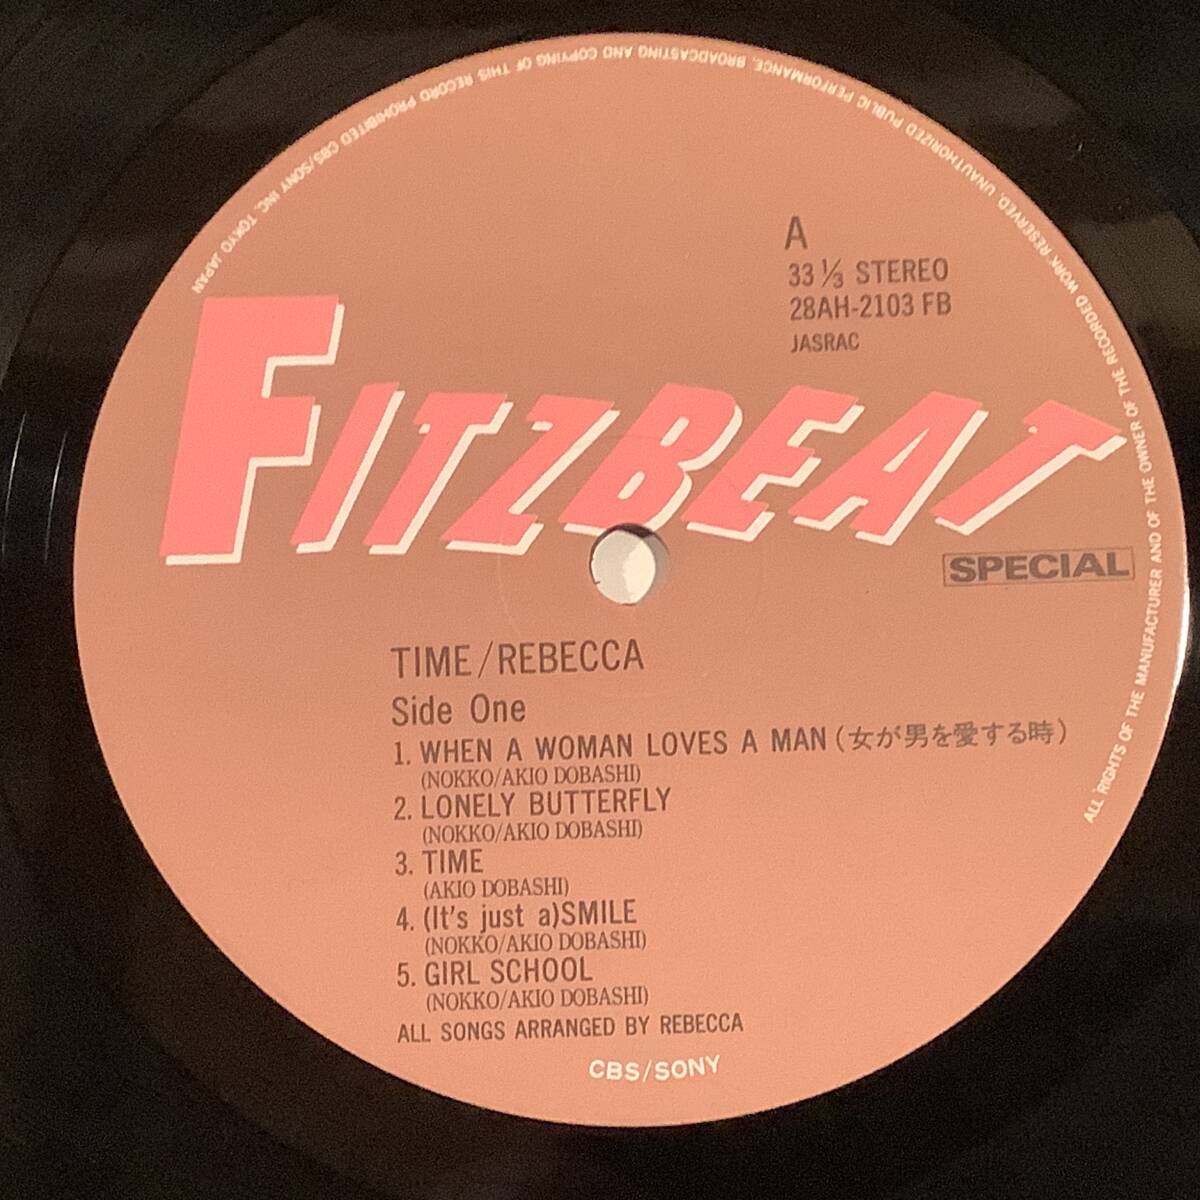 ALL RIGHTS OF THE MANUFACTURER AND OF THE OWNER OF THE RECORDED WORK RESERVED. UNAUTHORIZED PUBLIC PERFORMANCE, BROADCASTING AND COPYING OF THIS RECORD PROHIBITED CBS/SONY INC. TOKYO JAPAN
A
33 ⅓ STEREO
28AH-2103 FB
JASRAC
FITZBEAT
SPECIAL
TIME/REBECCA
Side One
1. WHEN A WOMAN LOVES A MAN (女が男を愛する時)
(NOKKO/AKIO DOBASHI)
2. LONELY BUTTERFLY
(NOKKO/AKIO DOBASHI)
3. TIME
(AKIO DOBASHI)
4. (It's just a)SMILE
(NOKKO/AKIO DOBASHI)
5. GIRL SCHOOL
(NOKKO/AKIO DOBASHI)
ALL SONGS ARRANGED BY REBECCA
CBS/SONY